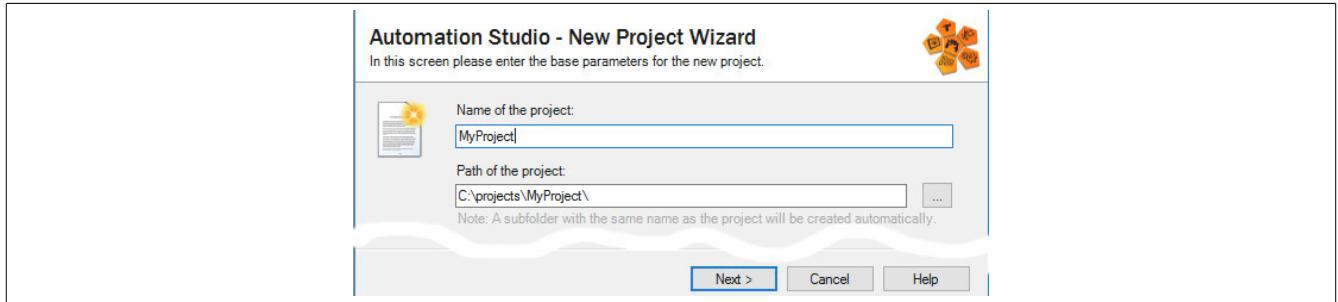 Automation Studio - New Project Wizard
In this screen please enter the base parameters for the new project.
Name of the project:
MyProject
Path of the project:
C:\projects\MyProject\
...
Note: A subfolder with the same name as the project will be created automatically.
Next >
Cancel
Help